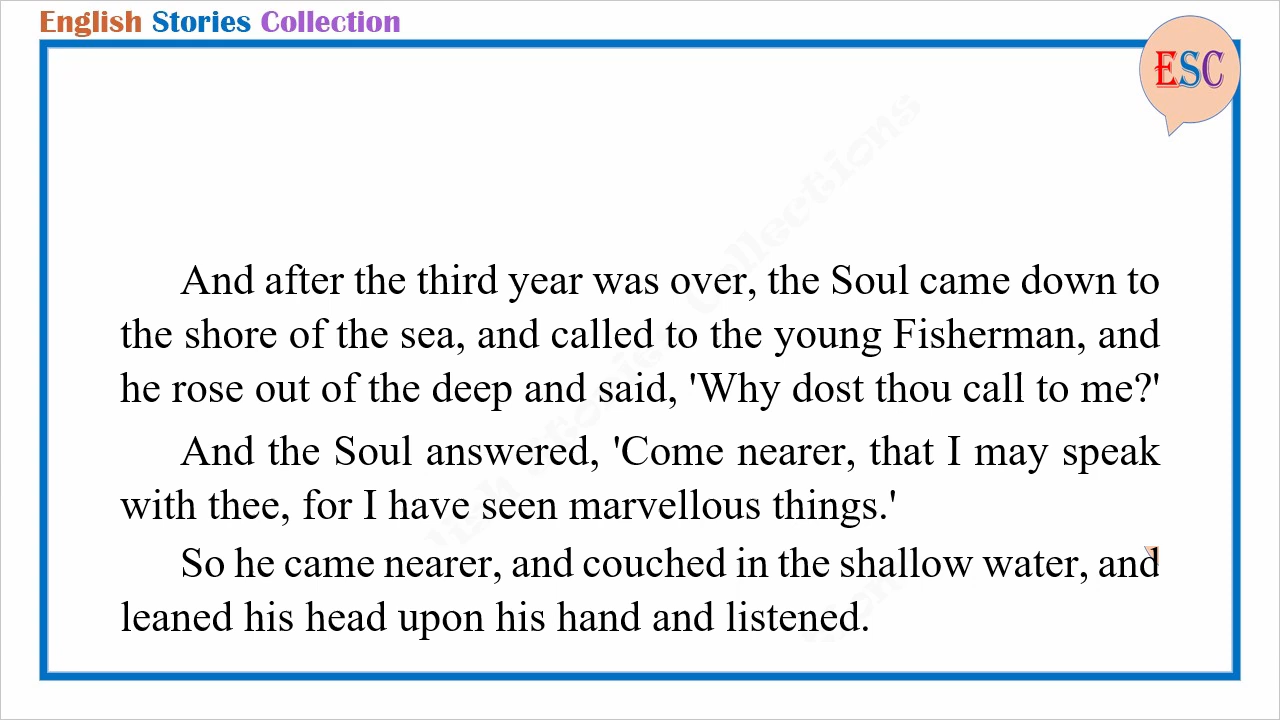 English Stories Collection
ESC
And after the third year was over, the Soul came down to
the shore of the sea, and called to the young Fisherman, and
he rose out of the deep and said, 'Why dost thou call to me?'
And the Soul answered, 'Come nearer, that I may speak
with thee, for I have seen marvellous things.'
So he came nearer, and couched in the shallow water, and
leaned his head upon his hand and listened.